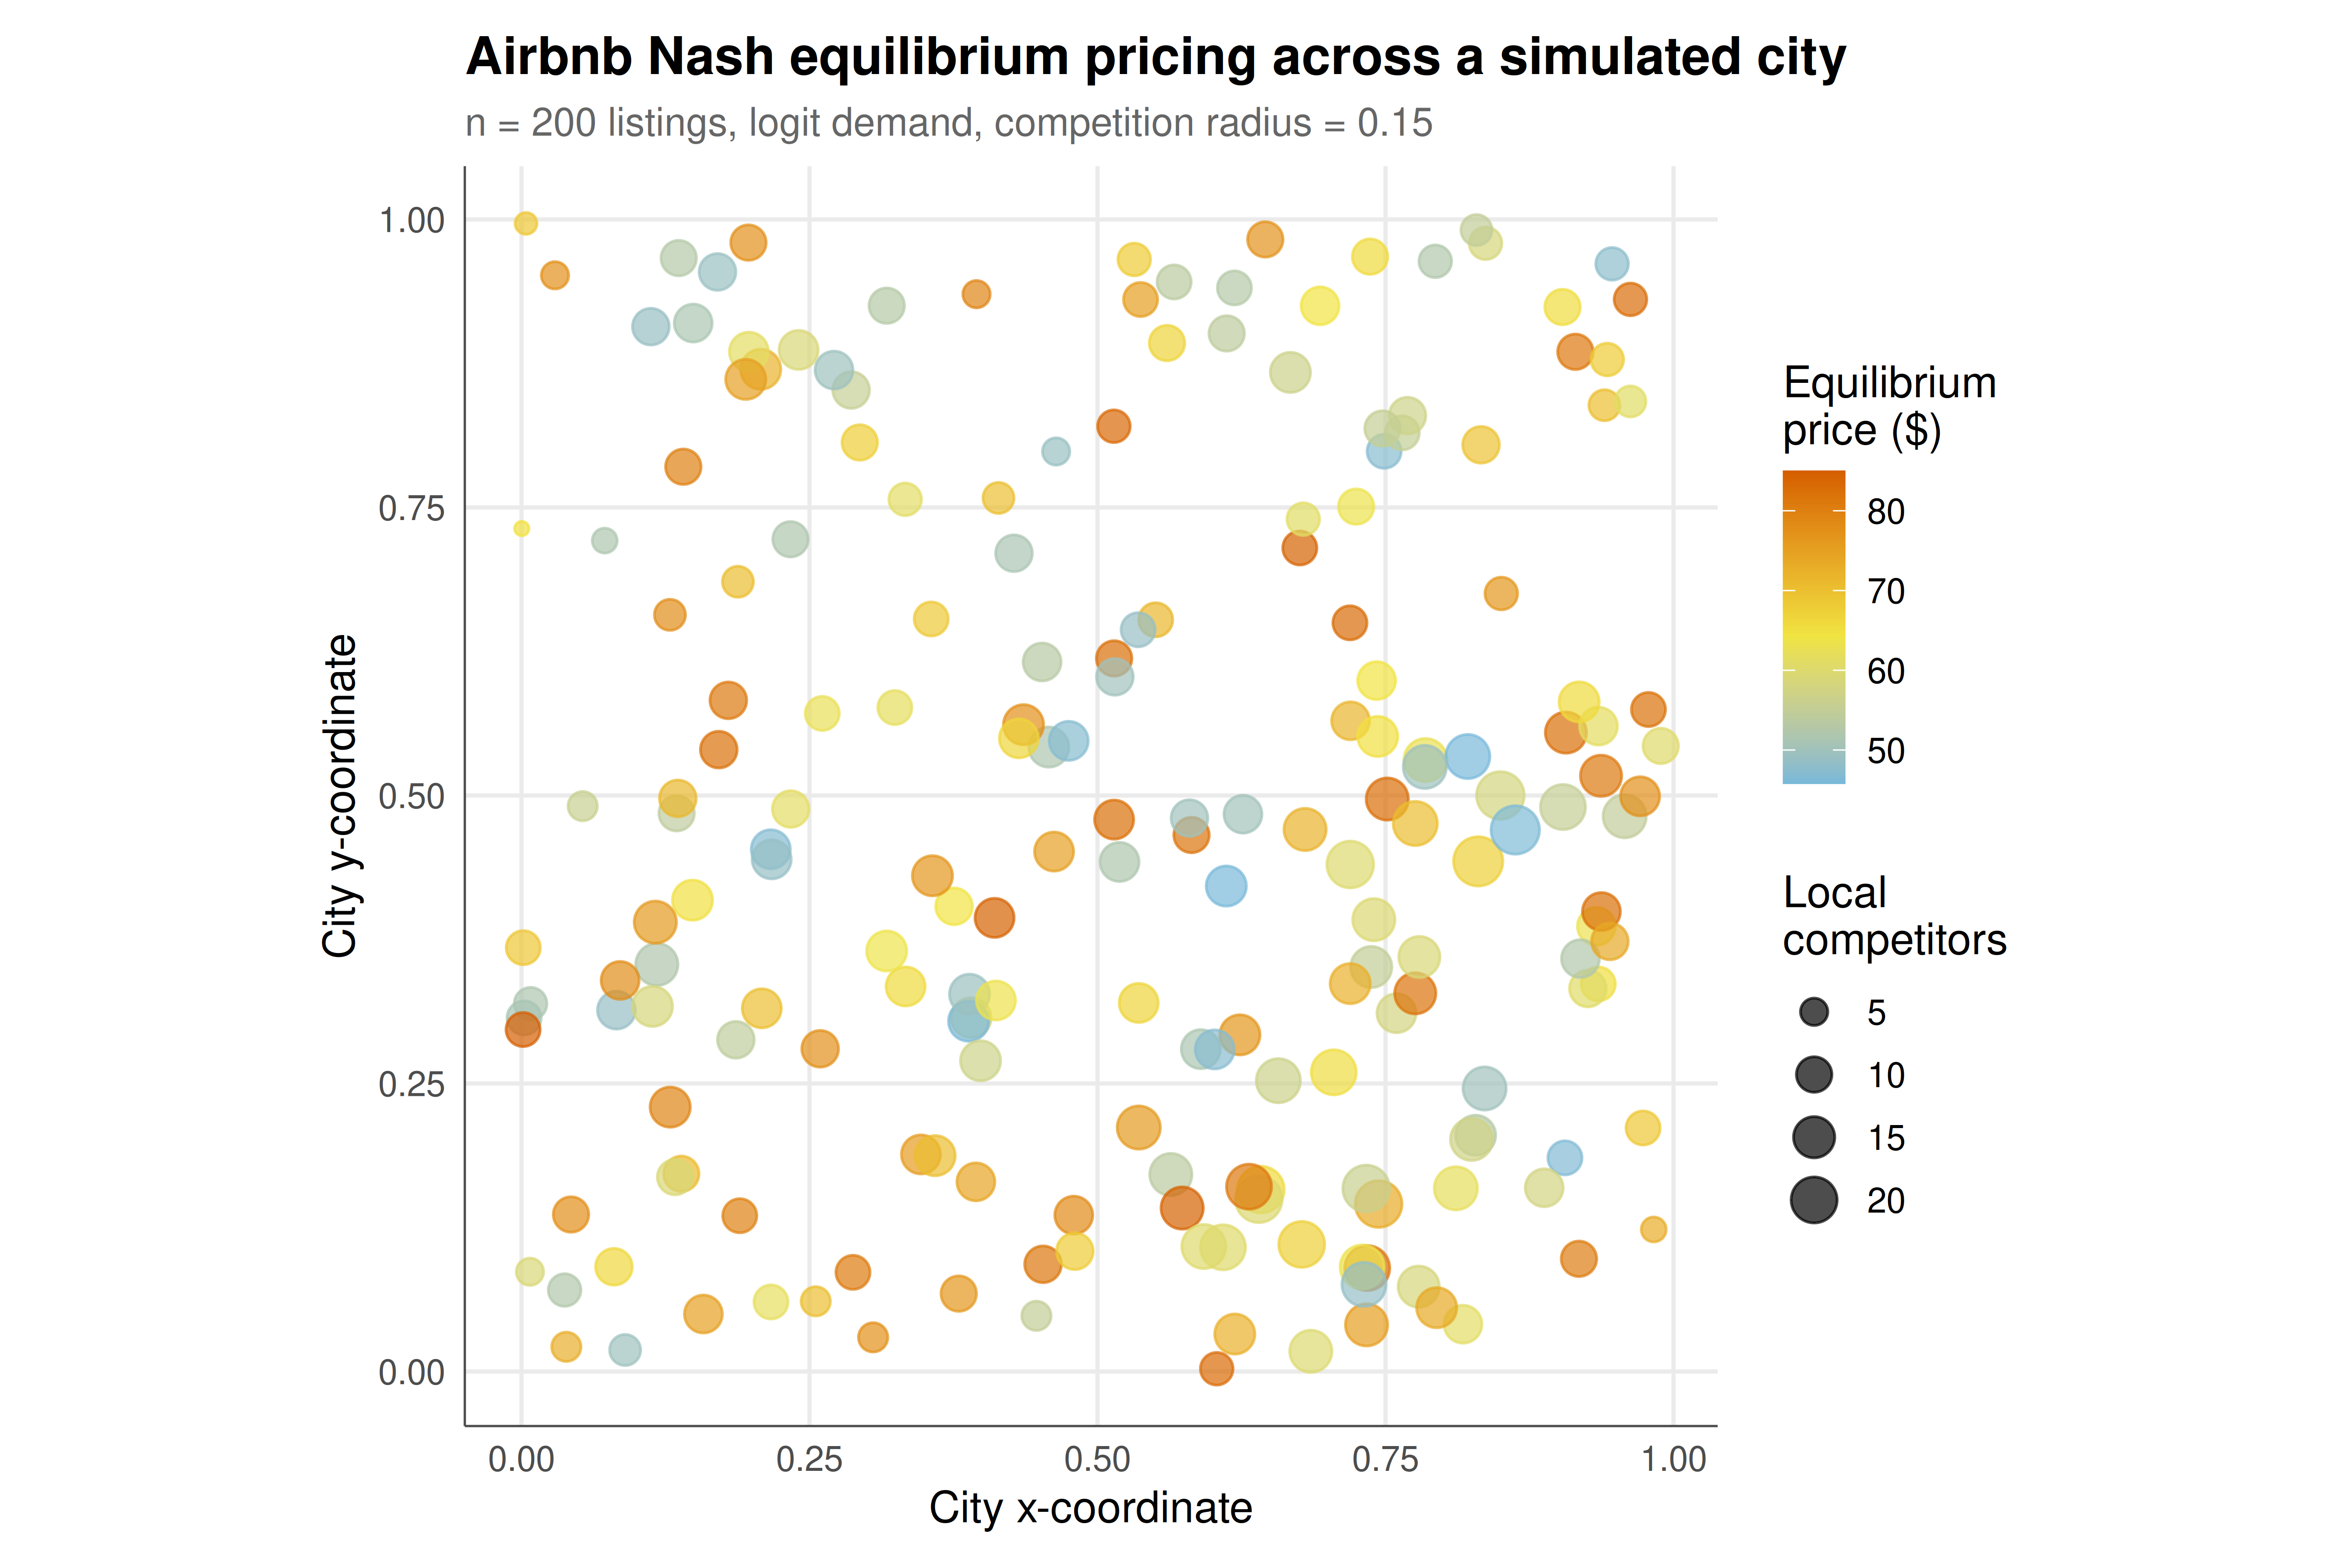 Airbnb Nash equilibrium pricing across a simulated city
n = 200 listings, logit demand, competition radius = 0.15
City y-coordinate
1.00
0.75
0.50
0.25
0.00
0.00
0.25
0.50
0.75
1.00
City x-coordinate
Equilibrium
price ($)
80
70
60
50
Local
competitors
5
10
15
20